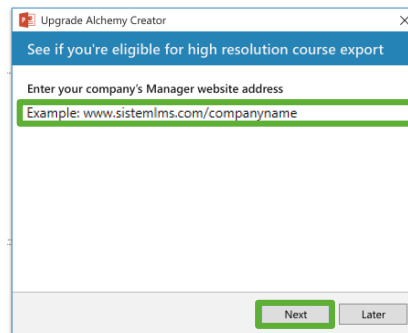 Upgrade Alchemy Creator
See if you're eligible for high resolution course export
Enter your company's Manager website address
Example: www.sistemlms.com/companyname
Next Later